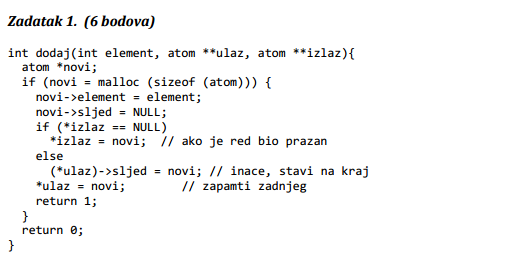 Zadatak 1. (6 bodova)
int dodaj(int element, atom **ulaz, atom **izlaz){
  atom *novi;
  if (novi = malloc (sizeof (atom))) {
    novi->element = element;
    novi->sljed = NULL;
    if (*izlaz == NULL)
      *izlaz = novi;  // ako je red bio prazan
    else
      (*ulaz)->sljed = novi; // inace, stavi na kraj
    *ulaz = novi;        // zapamti zadnjeg
    return 1;
  }
  return 0;
}